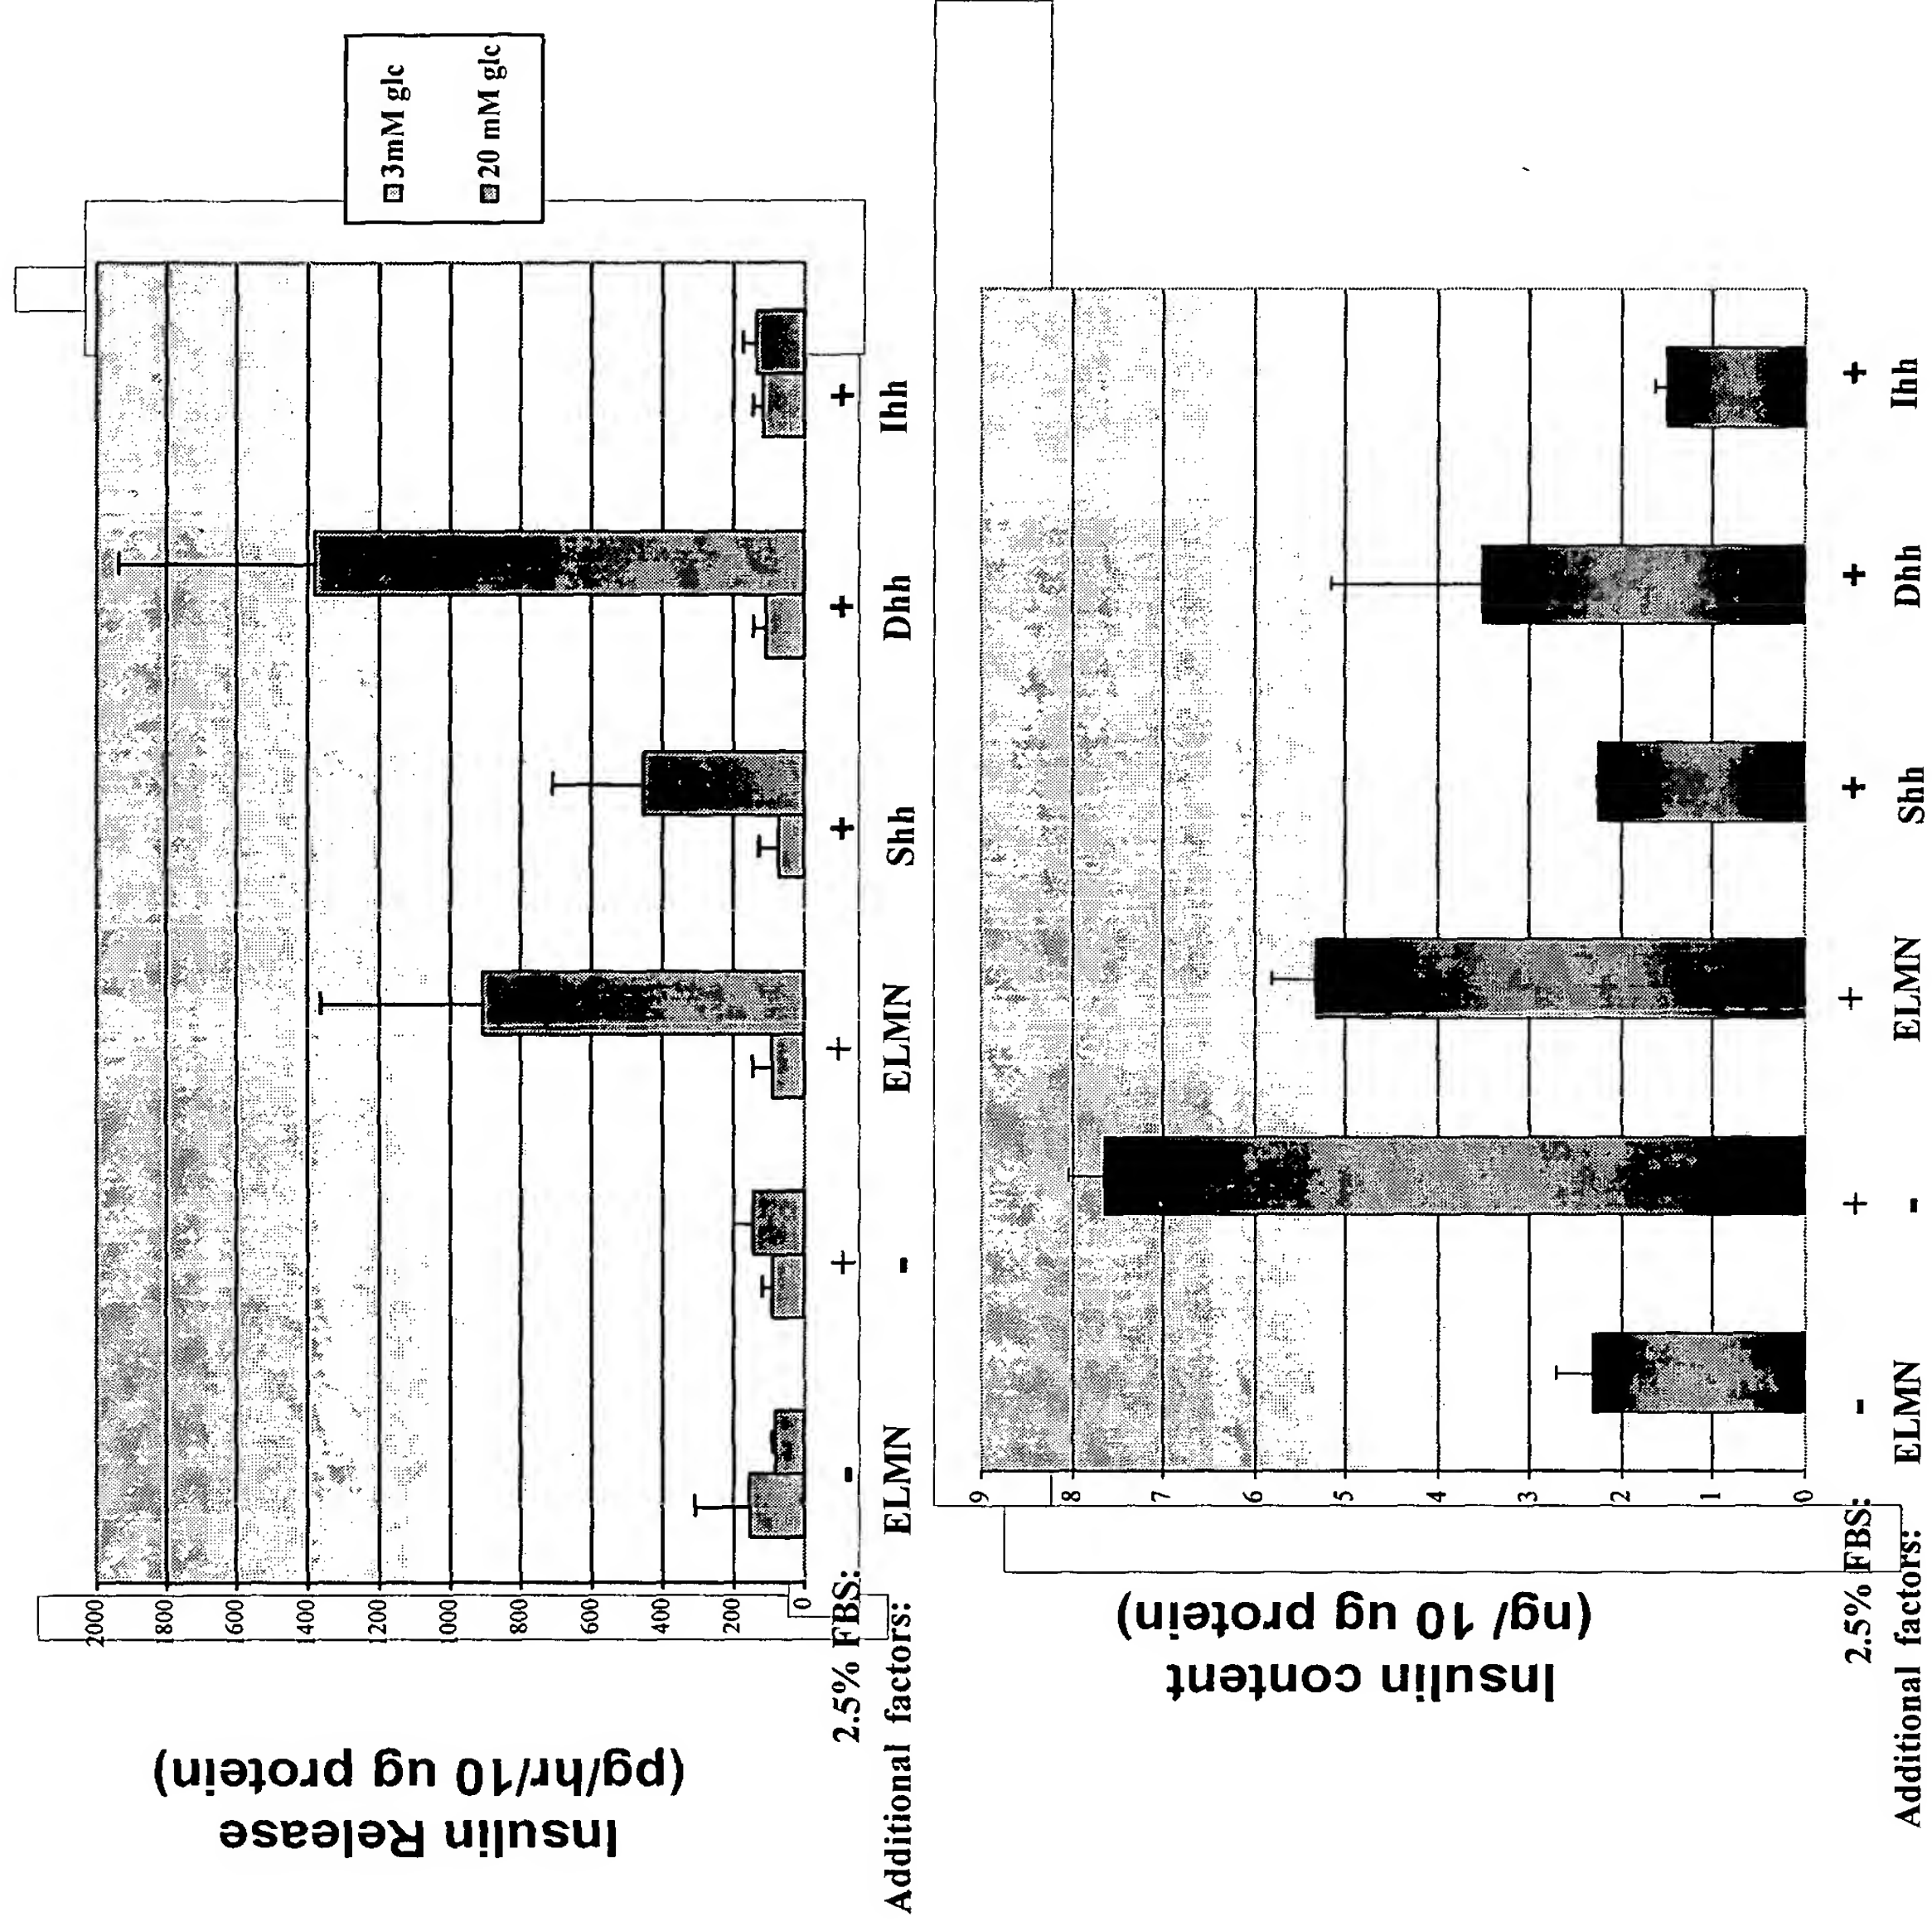 Insulin Release
(pg/hr/10 ug protein)
2000
1800
1600
1400
1200
1000
800
600
400
200
0
3mM glc
20 mM glc
2.5% FBS: - + + + + +
Additional factors: ELMN - ELMN Shh Dhh Ihh
Insulin content
(ng/ 10 ug protein)
9
8
7
6
5
4
3
2
1
0
2.5% FBS: - + + + + +
Additional factors: ELMN - ELMN Shh Dhh Ihh